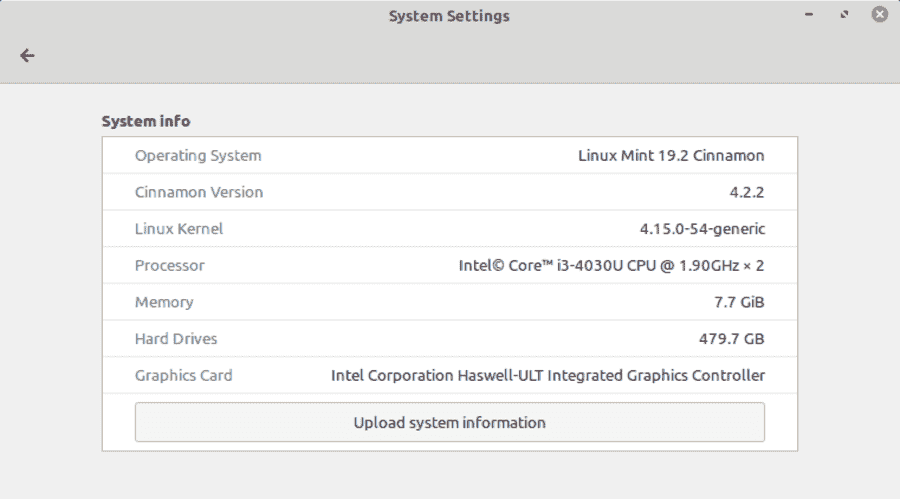 System Settings
System info
Operating System Linux Mint 19.2 Cinnamon
Cinnamon Version 4.2.2
Linux Kernel 4.15.0-54-generic
Processor Intel© Core™ i3-4030U CPU @ 1.90GHz × 2
Memory 7.7 GiB
Hard Drives 479.7 GB
Graphics Card Intel Corporation Haswell-ULT Integrated Graphics Controller
Upload system information